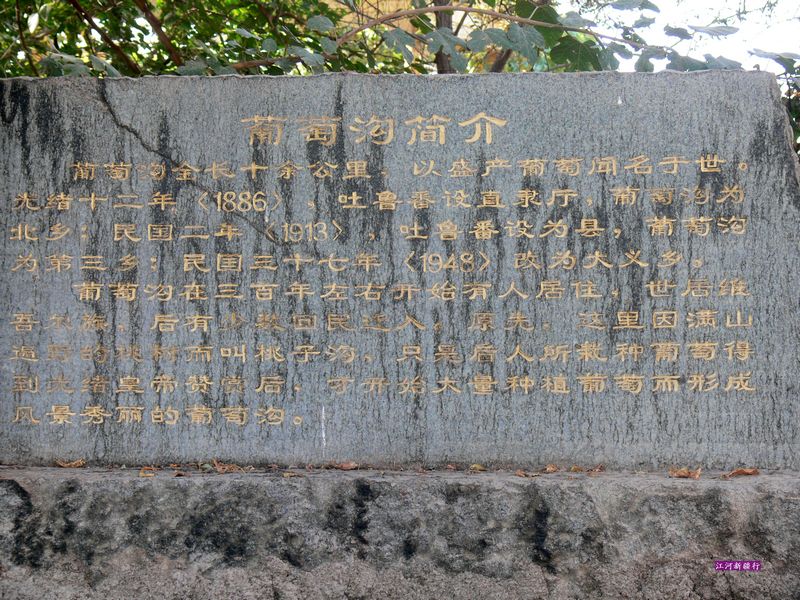 葡萄沟简介
葡萄沟全长十余公里，以盛产葡萄闻名于世。
光绪十二年〈1886〉，吐鲁番设直隶厅，葡萄沟为
北乡；民国二年〈1913〉，吐鲁番设为县，葡萄沟
为第三乡；民国三十七年〈1948〉改为大义乡。
葡萄沟在三百年左右开始有人居住，世居维
吾尔族，后有少数回民迁入，原先，这里因满山
遍野的桃树而叫桃子沟，只是后人所栽种葡萄得
到光绪皇帝赞赏后，才开始大量种植葡萄而形成
风景秀丽的葡萄沟。
江河新疆行